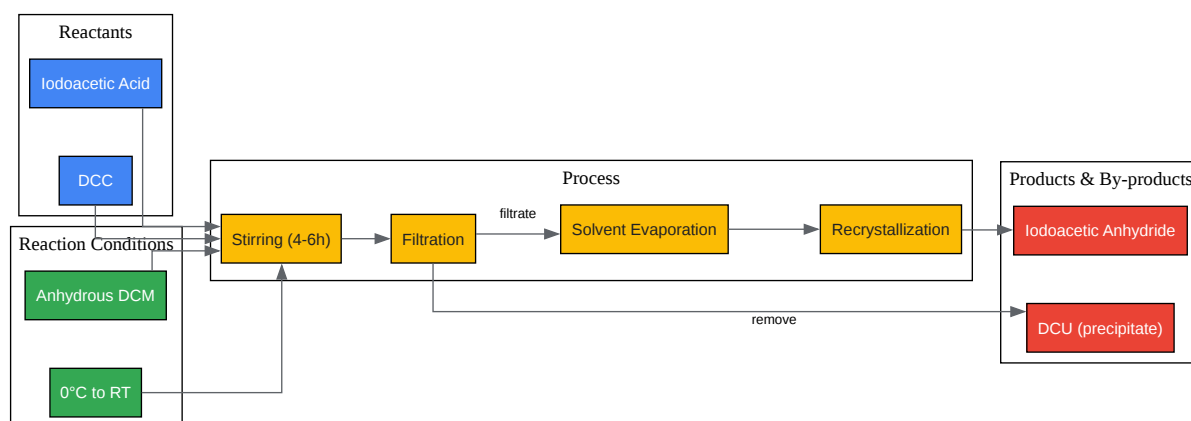 Reactants
Iodoacetic Acid
DCC
Reaction Conditions
Anhydrous DCM
0°C to RT
Process
Stirring (4-6h)
Filtration
filtrate
Solvent Evaporation
Recrystallization
remove
Products & By-products
Iodoacetic Anhydride
DCU (precipitate)